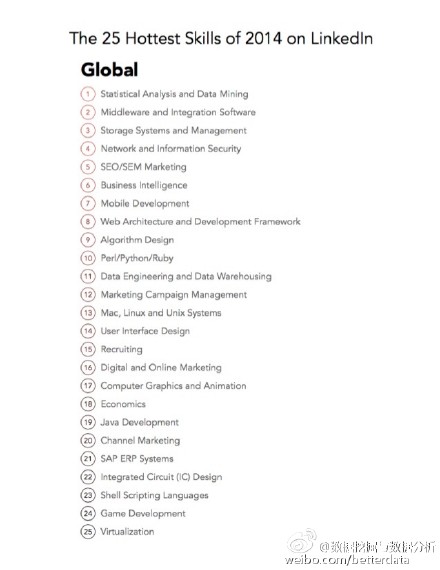 The 25 Hottest Skills of 2014 on LinkedIn
Global
1 Statistical Analysis and Data Mining
2 Middleware and Integration Software
3 Storage Systems and Management
4 Network and Information Security
5 SEO/SEM Marketing
6 Business Intelligence
7 Mobile Development
8 Web Architecture and Development Framework
9 Algorithm Design
10 Perl/Python/Ruby
11 Data Engineering and Data Warehousing
12 Marketing Campaign Management
13 Mac, Linux and Unix Systems
14 User Interface Design
15 Recruiting
16 Digital and Online Marketing
17 Computer Graphics and Animation
18 Economics
19 Java Development
20 Channel Marketing
21 SAP ERP Systems
22 Integrated Circuit (IC) Design
23 Shell Scripting Languages
24 Game Development
25 Virtualization
@数据挖掘与数据分析
weibo.com/betterdata